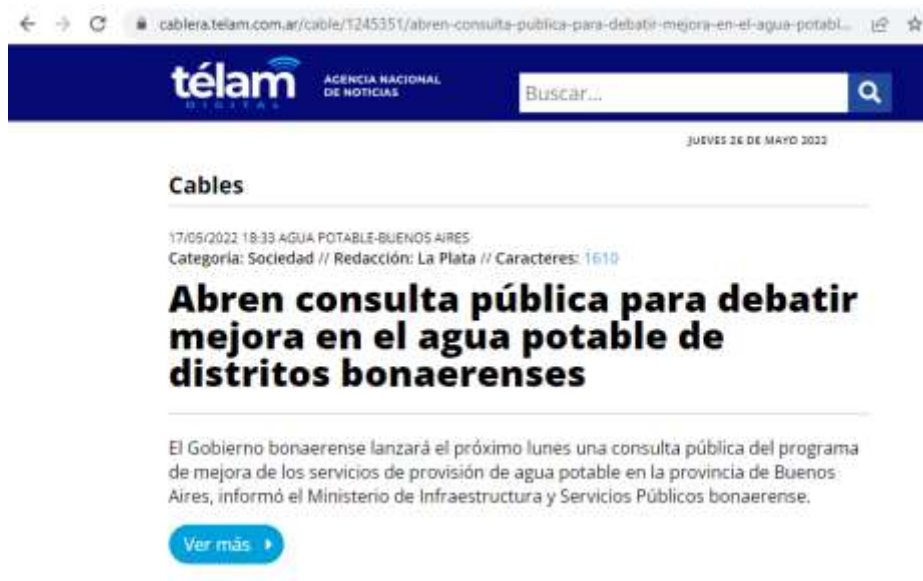 cablera.telam.com.ar/cable/1245351/abren-consulta-publica-para-debatir-mejora-en-el-agua-potabl...
télam
DIGITAL
AGENCIA NACIONAL
DE NOTICIAS
Buscar...
JUEVES 26 DE MAYO 2022
Cables
17/05/2022 18:33 AGUA POTABLE-BUENOS AIRES
Categoria: Sociedad // Redacción: La Plata // Caracteres: 1610
Abren consulta pública para debatir
mejora en el agua potable de
distritos bonaerenses
El Gobierno bonaerense lanzará el próximo lunes una consulta pública del programa
de mejora de los servicios de provisión de agua potable en la provincia de Buenos
Aires, informó el Ministerio de Infraestructura y Servicios Públicos bonaerense.
Ver más